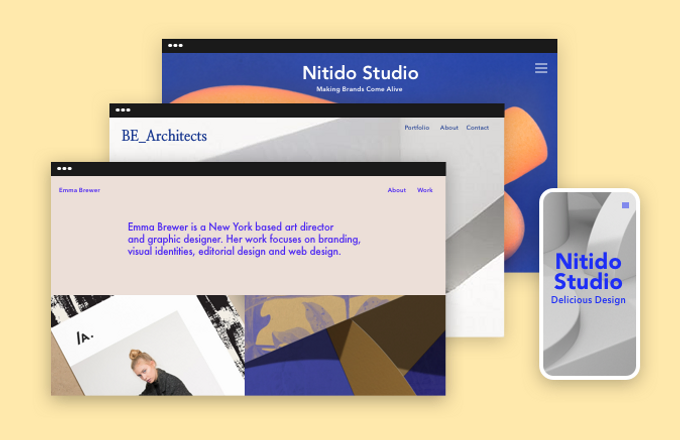 Nitido Studio
Making Brands Come Alive
BE_Architects
Portfolio About Contact
Emma Brewer
About Work
Emma Brewer is a New York based art director
and graphic designer. Her work focuses on branding,
visual identities, editorial design and web design.
/A.
Nitido
Studio
Delicious Design